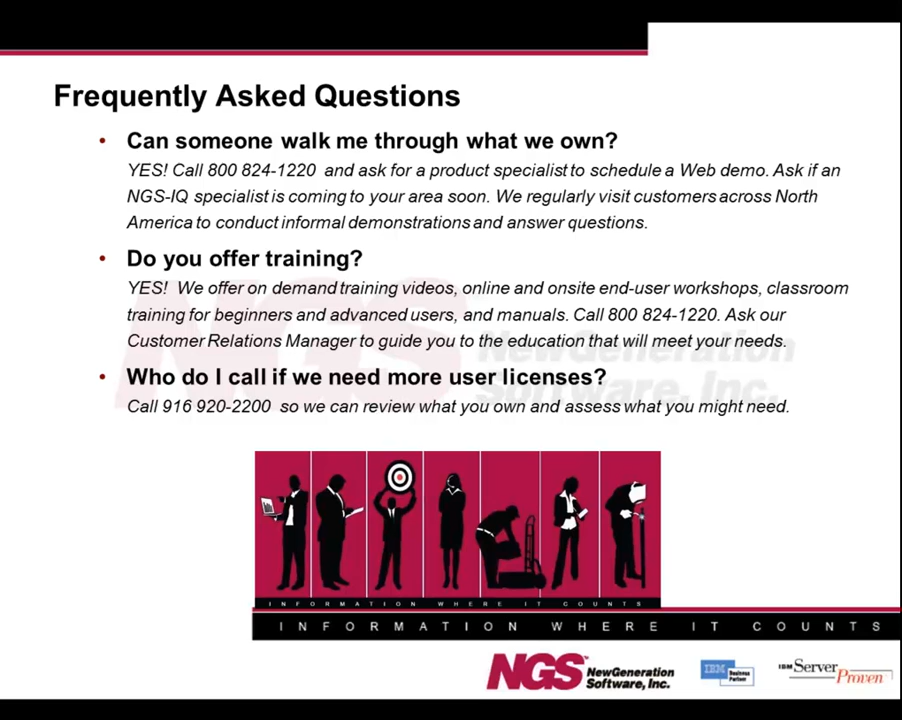 Frequently Asked Questions
• Can someone walk me through what we own?
YES! Call 800 824-1220 and ask for a product specialist to schedule a Web demo. Ask if an
NGS-IQ specialist is coming to your area soon. We regularly visit customers across North
America to conduct informal demonstrations and answer questions.
• Do you offer training?
YES! We offer on demand training videos, online and onsite end-user workshops, classroom
training for beginners and advanced users, and manuals. Call 800 824-1220. Ask our
Customer Relations Manager to guide you to the education that will meet your needs.
NGS NewGeneration
Software, Inc.
• Who do I call if we need more user licenses?
Call 916 920-2200 so we can review what you own and assess what you might need.
INFORMATION WHERE IT COUNTS
INFORMATION WHERE IT COUNTS
NGS™ NewGeneration
Software, Inc.
IBM Business
Partner
IBM Server
Proven